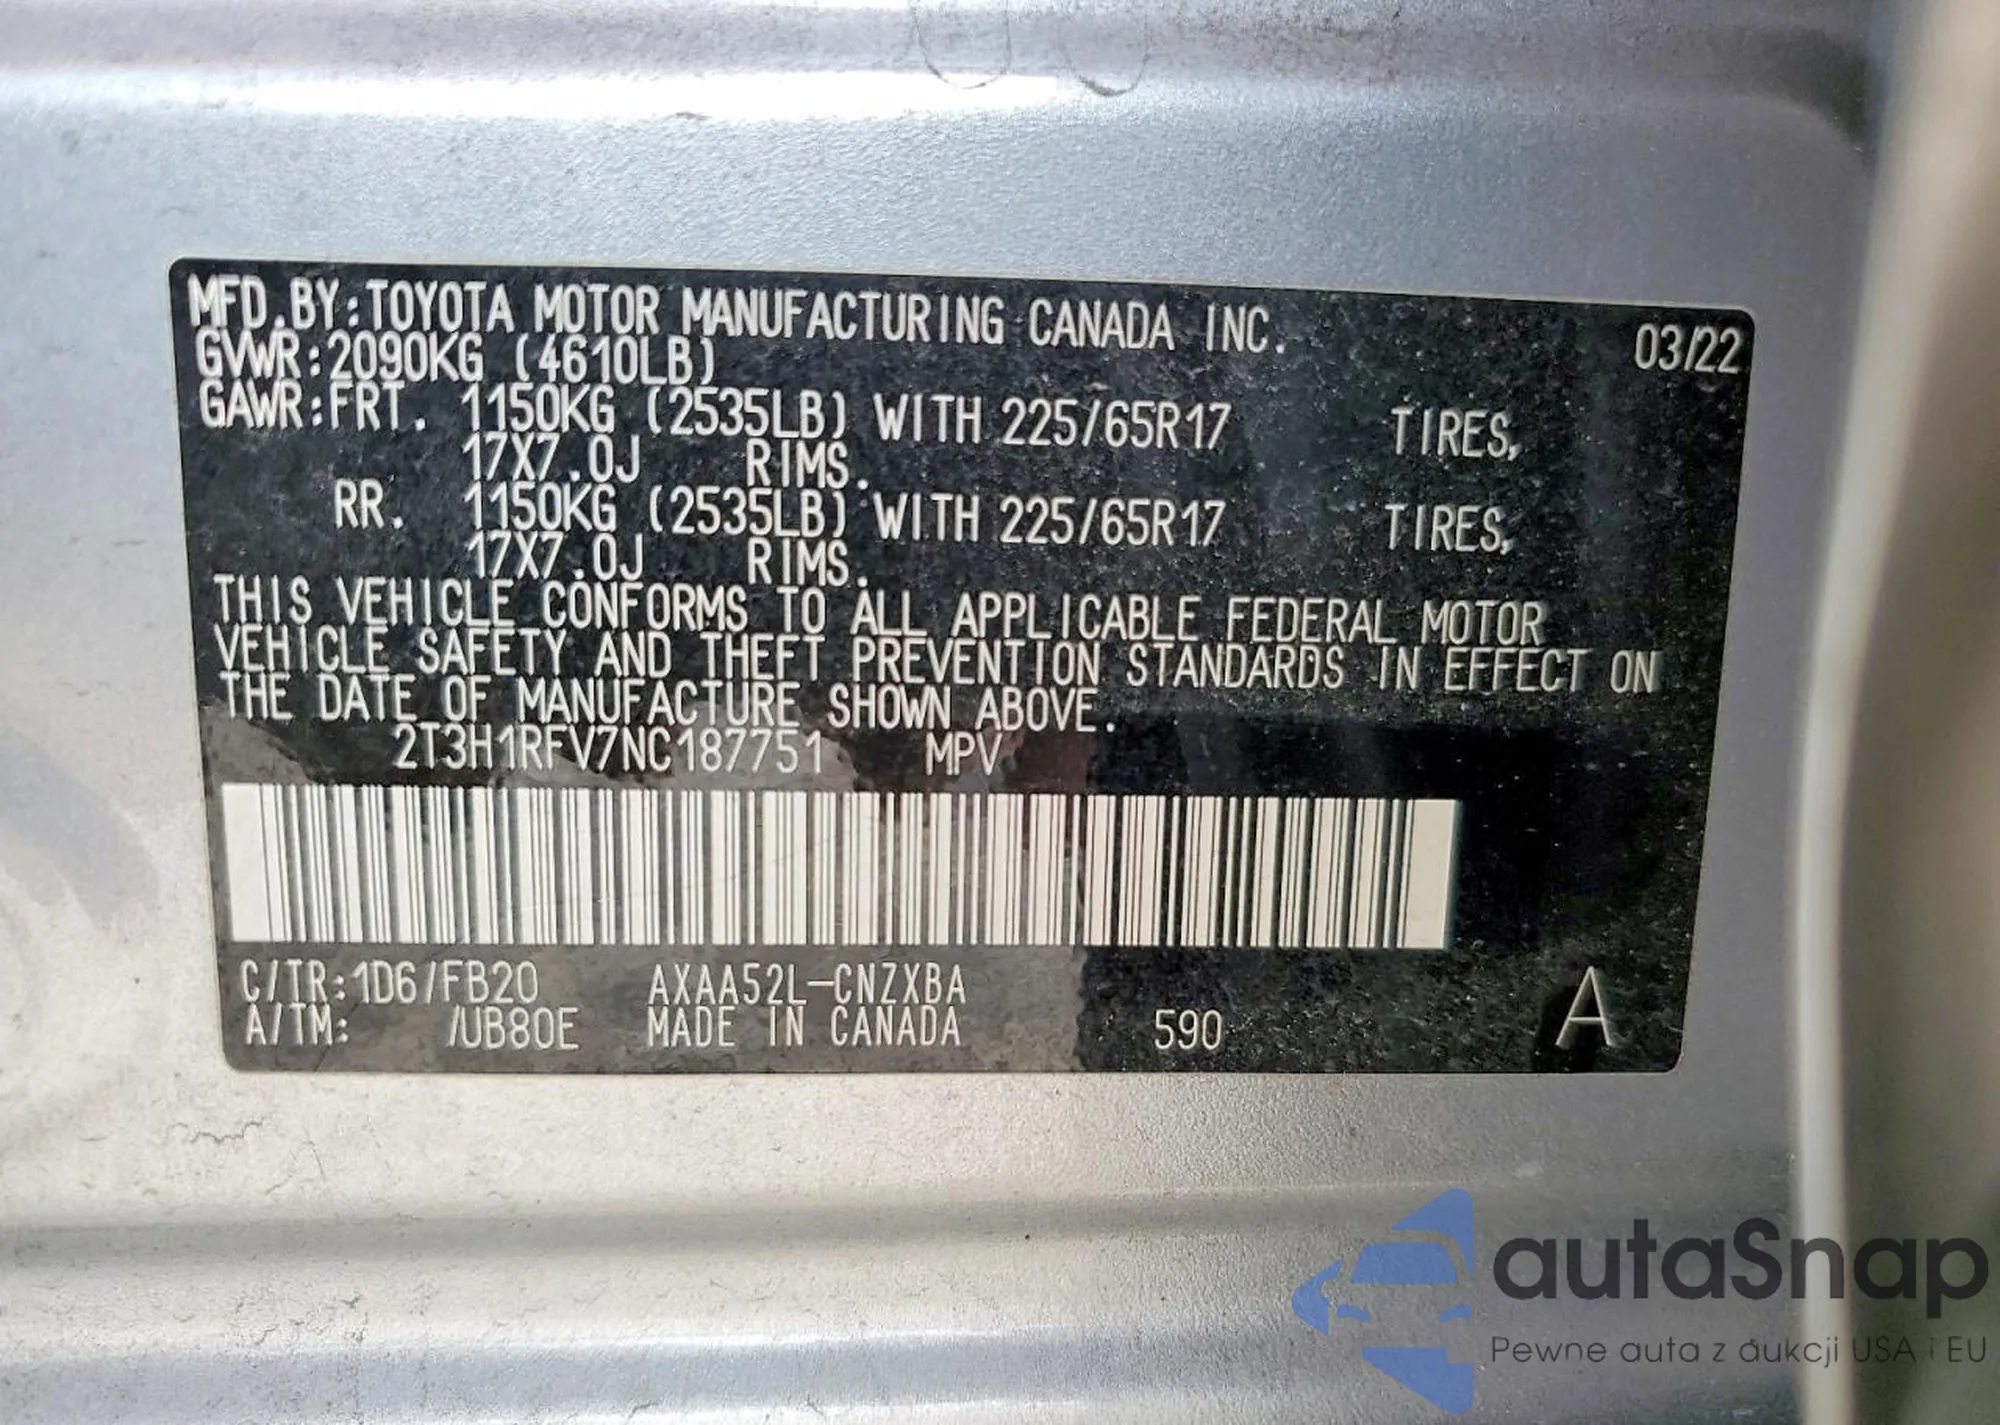 MFD.BY:TOYOTA MOTOR MANUFACTURING CANADA INC. 03/22
GVWR:2090KG (4610LB)
GAWR:FRT. 1150KG (2535LB) WITH 225/65R17 TIRES,
17X7.0J RIMS.
RR. 1150KG (2535LB) WITH 225/65R17 TIRES,
17X7.0J RIMS.
THIS VEHICLE CONFORMS TO ALL APPLICABLE FEDERAL MOTOR
VEHICLE SAFETY AND THEFT PREVENTION STANDARDS IN EFFECT ON
THE DATE OF MANUFACTURE SHOWN ABOVE.
2T3H1RFV7NC187751 MPV
C/TR:1D6/FB20 AXAA52L-CNZXBA
A/TM: /UB80E MADE IN CANADA 590 A
autaSnap
Pewne auta z aukcji USA i EU